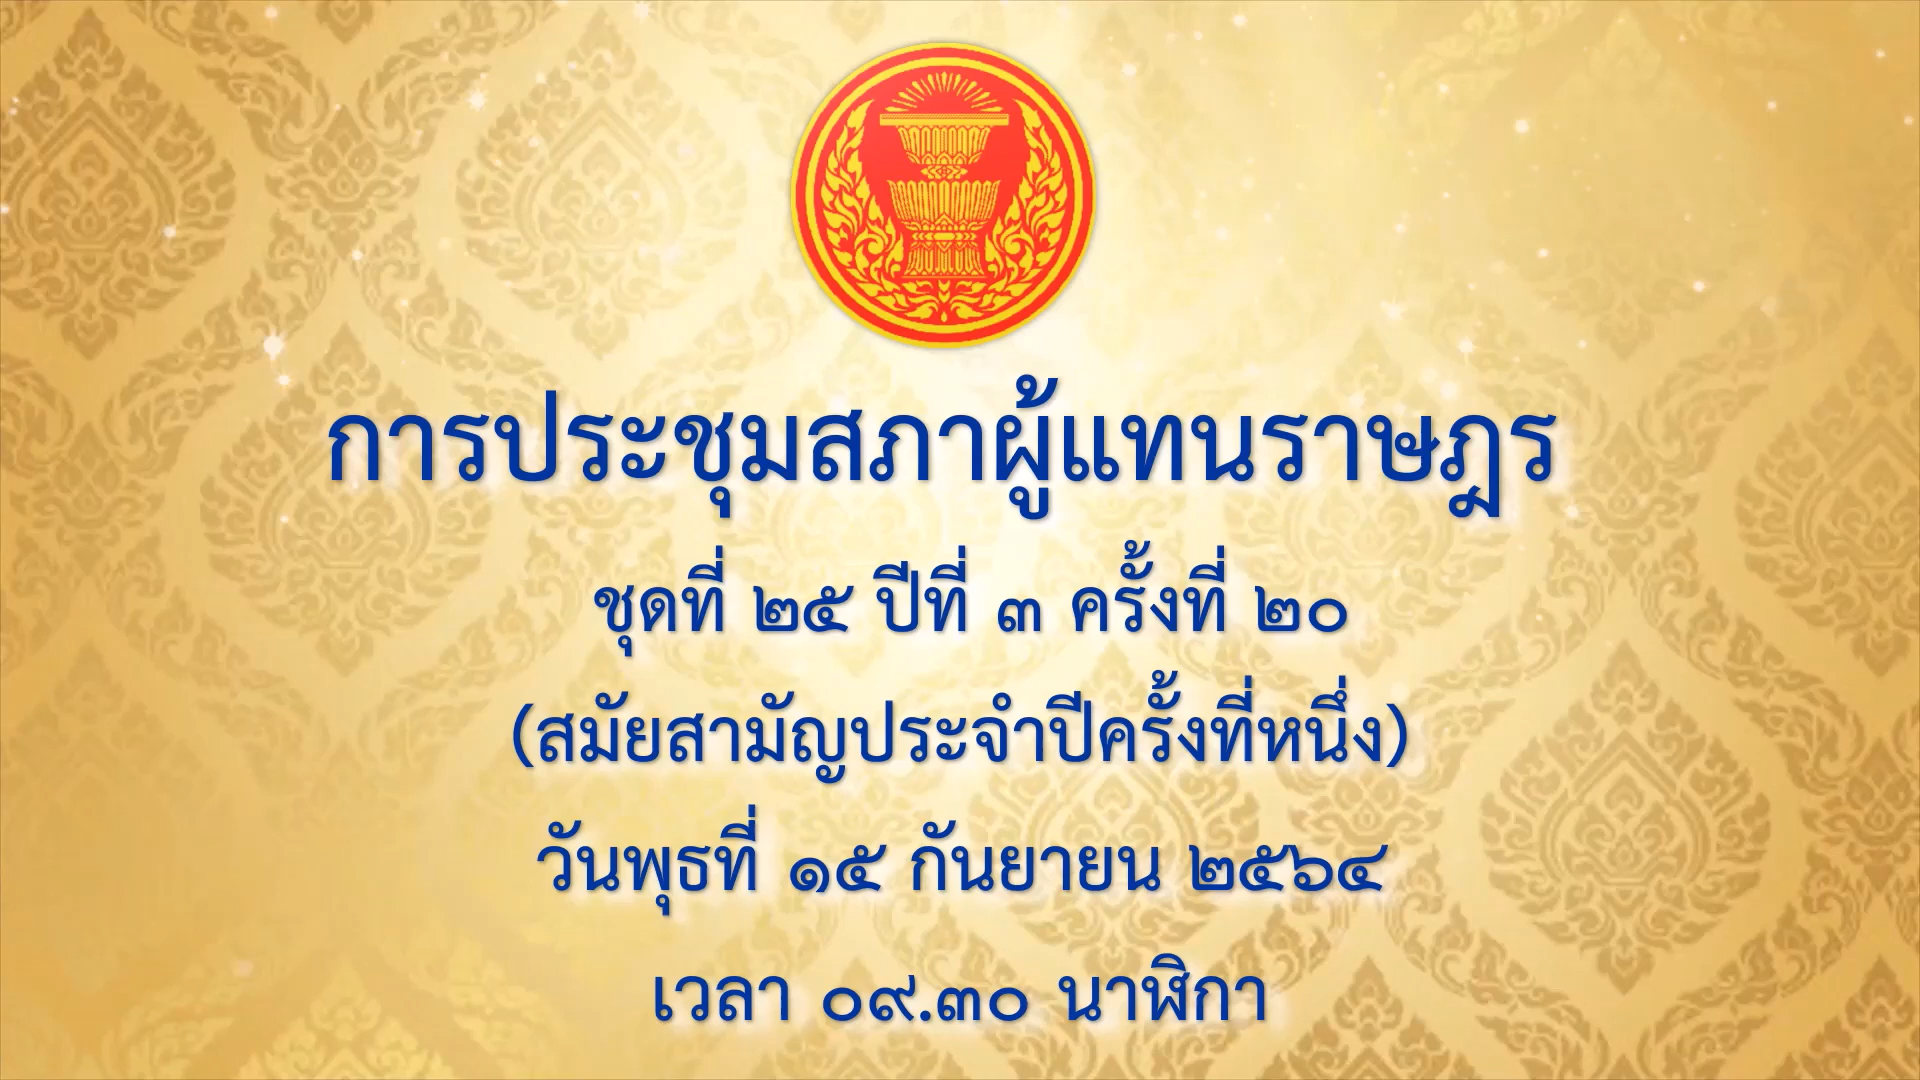 การประชุมสภาผู้แทนราษฎร
ชุดที่ ๒๕ ปีที่ ๓ ครั้งที่ ๒๐
(สมัยสามัญประจำปีครั้งที่หนึ่ง)
วันพุธที่ ๑๕ กันยายน ๒๕๖๔
เวลา ๐๙.๓๐ นาฬิกา